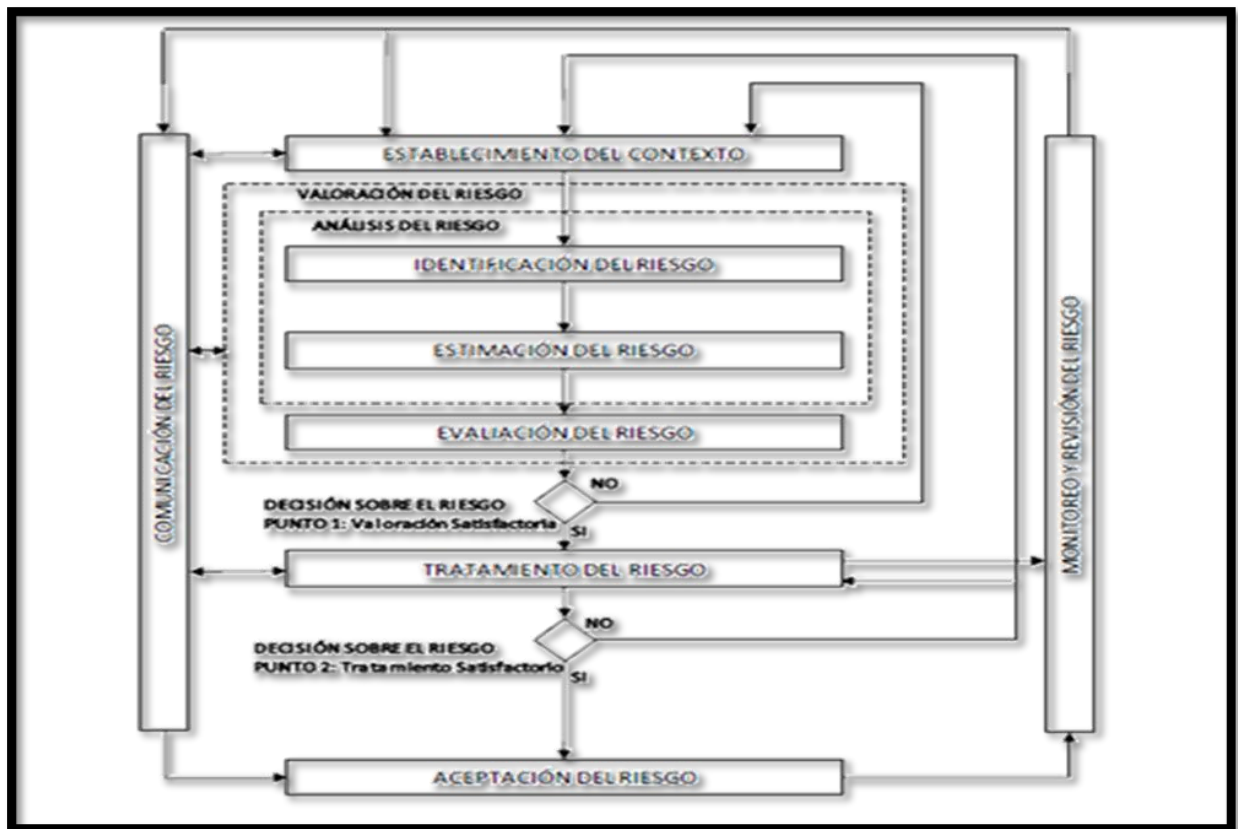 ESTABLECIMIENTO DEL CONTEXTO
VALORACIÓN DEL RIESGO
ANÁLISIS DEL RIESGO
IDENTIFICACIÓN DEL RIESGO
ESTIMACIÓN DEL RIESGO
EVALIACIÓN DEL RIESGO
NO
DECISIÓN SOBRE EL RIESGO
PUNTO 1: Valoración Satisfactoria
SI
TRATAMIENTO DEL RIESGO
NO
DECISIÓN SOBRE EL RIESGO
PUNTO 2: Tratamiento Satisfactorio
SI
ACEPTACIÓN DEL RIESGO
COMUNICACIÓN DEL RIESGO
MONITOREO Y REVISIÓN DEL RIESGO